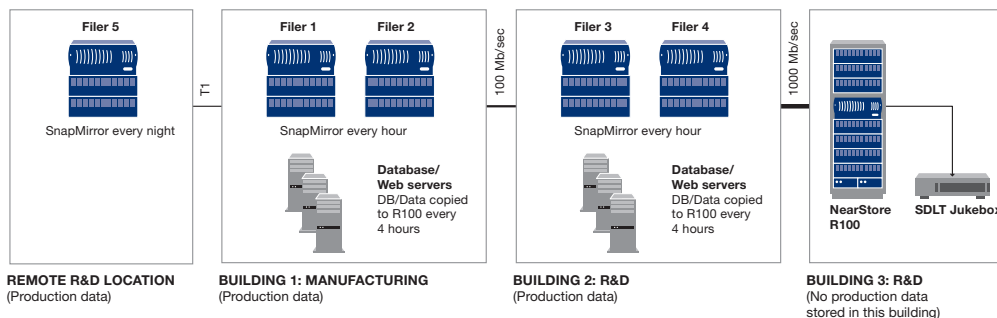 Filer 5
SnapMirror every night
REMOTE R&D LOCATION
(Production data)
T1
Filer 1
Filer 2
SnapMirror every hour
Database/
Web servers
DB/Data copied
to R100 every
4 hours
BUILDING 1: MANUFACTURING
(Production data)
100 Mb/sec
Filer 3
Filer 4
SnapMirror every hour
Database/
Web servers
DB/Data copied
to R100 every
4 hours
BUILDING 2: R&D
(Production data)
1000 Mb/sec
NearStore
R100
SDLT Jukebox
BUILDING 3: R&D
(No production data
stored in this building)